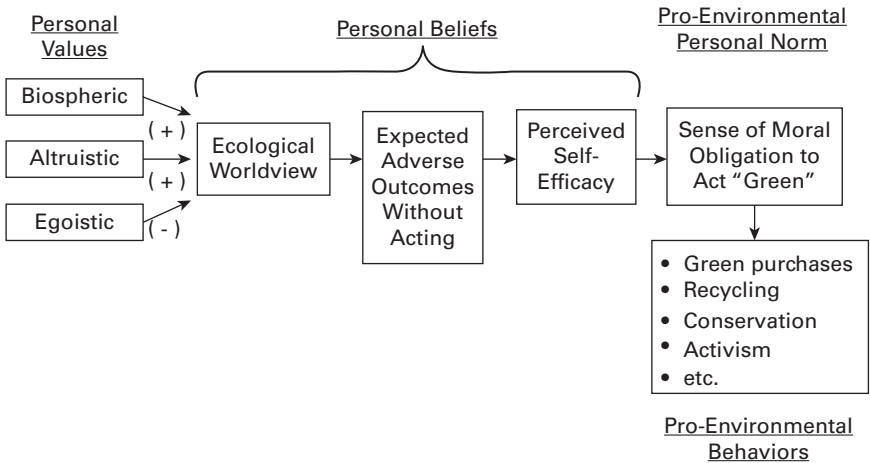 Personal
Values
Personal Beliefs
Pro-Environmental
Personal Norm
Biospheric
( + )
Altruistic
( + )
Egoistic
( - )
Ecological
Worldview
Expected
Adverse
Outcomes
Without
Acting
Perceived
Self-
Efficacy
Sense of Moral
Obligation to
Act “Green”
• Green purchases
• Recycling
• Conservation
• Activism
• etc.
Pro-Environmental
Behaviors